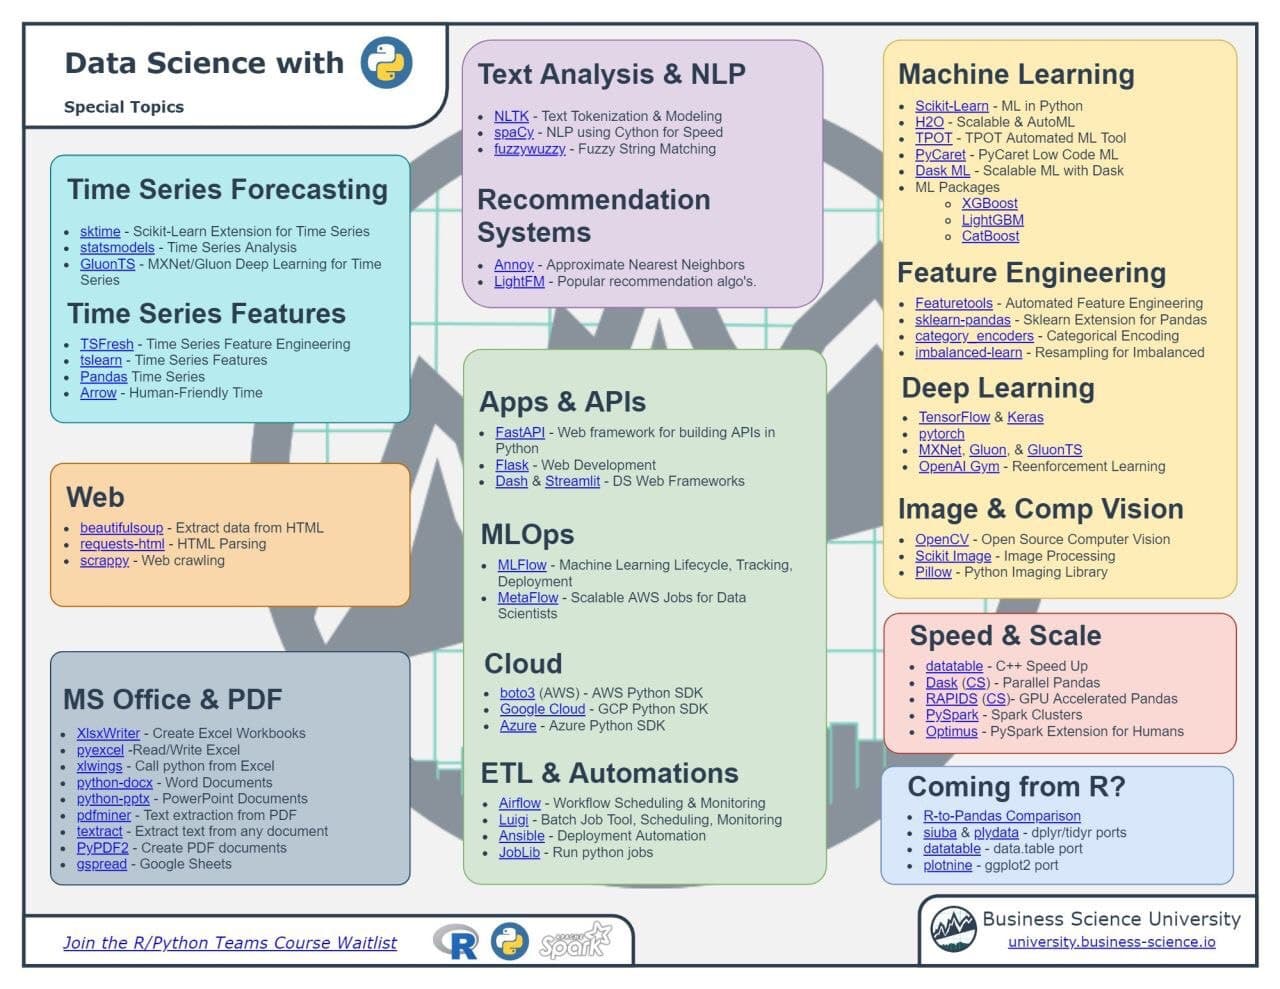 Data Science with
Special Topics
Time Series Forecasting
sktime - Scikit-Learn Extension for Time Series
statsmodels - Time Series Analysis
GluonTS - MXNet/Gluon Deep Learning for Time
Series
Time Series Features
TSFresh - Time Series Feature Engineering
tslearn - Time Series Features
Pandas Time Series
Arrow - Human-Friendly Time
Web
beautifulsoup - Extract data from HTML
requests-html - HTML Parsing
scrappy - Web crawling
MS Office & PDF
XlsxWriter - Create Excel Workbooks
pyexcel -Read/Write Excel
xlwings - Call python from Excel
python-docx - Word Documents
python-pptx - PowerPoint Documents
pdfminer - Text extraction from PDF
textract - Extract text from any document
PyPDF2 - Create PDF documents
gspread - Google Sheets
Text Analysis & NLP
NLTK - Text Tokenization & Modeling
spaCy - NLP using Cython for Speed
fuzzywuzzy - Fuzzy String Matching
Recommendation
Systems
Annoy - Approximate Nearest Neighbors
LightFM - Popular recommendation algo's.
Apps & APIs
FastAPI - Web framework for building APIs in
Python
Flask - Web Development
Dash & Streamlit - DS Web Frameworks
MLOps
MLFlow - Machine Learning Lifecycle, Tracking,
Deployment
MetaFlow - Scalable AWS Jobs for Data
Scientists
Cloud
boto3 (AWS) - AWS Python SDK
Google Cloud - GCP Python SDK
Azure - Azure Python SDK
ETL & Automations
Airflow - Workflow Scheduling & Monitoring
Luigi - Batch Job Tool, Scheduling, Monitoring
Ansible - Deployment Automation
JobLib - Run python jobs
Machine Learning
Scikit-Learn - ML in Python
H2O - Scalable & AutoML
TPOT - TPOT Automated ML Tool
PyCaret - PyCaret Low Code ML
Dask ML - Scalable ML with Dask
ML Packages
XGBoost
LightGBM
CatBoost
Feature Engineering
Featuretools - Automated Feature Engineering
sklearn-pandas - Sklearn Extension for Pandas
category_encoders - Categorical Encoding
imbalanced-learn - Resampling for Imbalanced
Deep Learning
TensorFlow & Keras
pytorch
MXNet, Gluon, & GluonTS
OpenAI Gym - Reenforcement Learning
Image & Comp Vision
OpenCV - Open Source Computer Vision
Scikit Image - Image Processing
Pillow - Python Imaging Library
Speed & Scale
datatable - C++ Speed Up
Dask (CS) - Parallel Pandas
RAPIDS (CS)- GPU Accelerated Pandas
PySpark - Spark Clusters
Optimus - PySpark Extension for Humans
Coming from R?
R-to-Pandas Comparison
siuba & plydata - dplyr/tidyr ports
datatable - data.table port
plotnine - ggplot2 port
Join the R/Python Teams Course Waitlist
R
APACHE
Spark
Business Science University
university.business-science.io